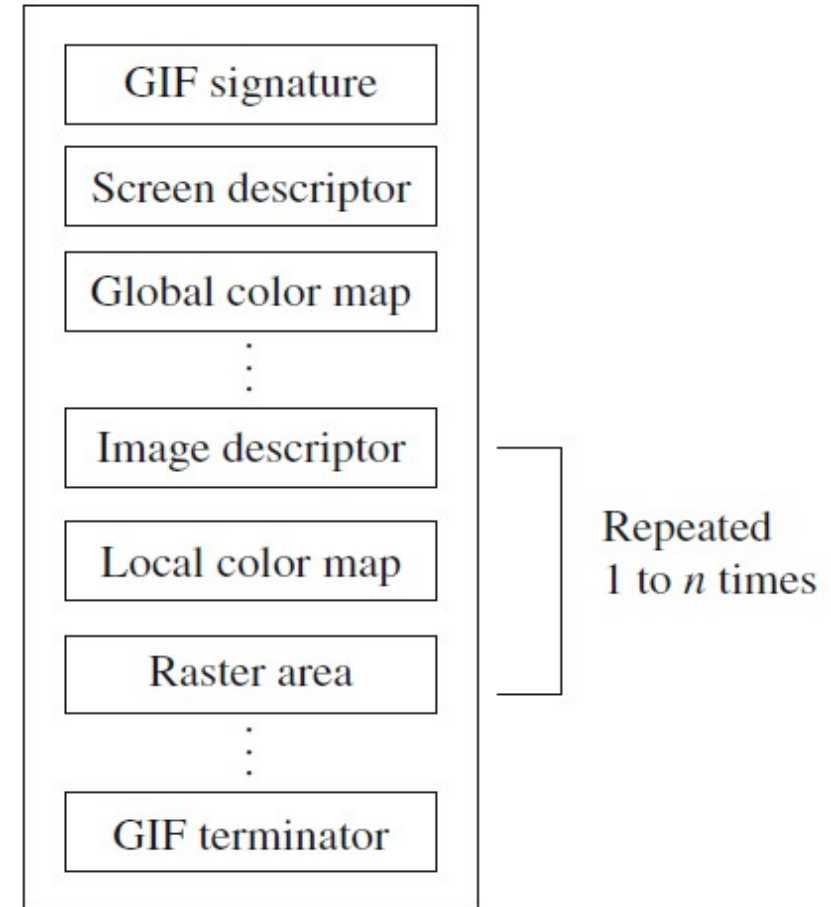 GIF signature
Screen descriptor
Global color map
Image descriptor
Local color map
Raster area
GIF terminator
Repeated
1 to n times